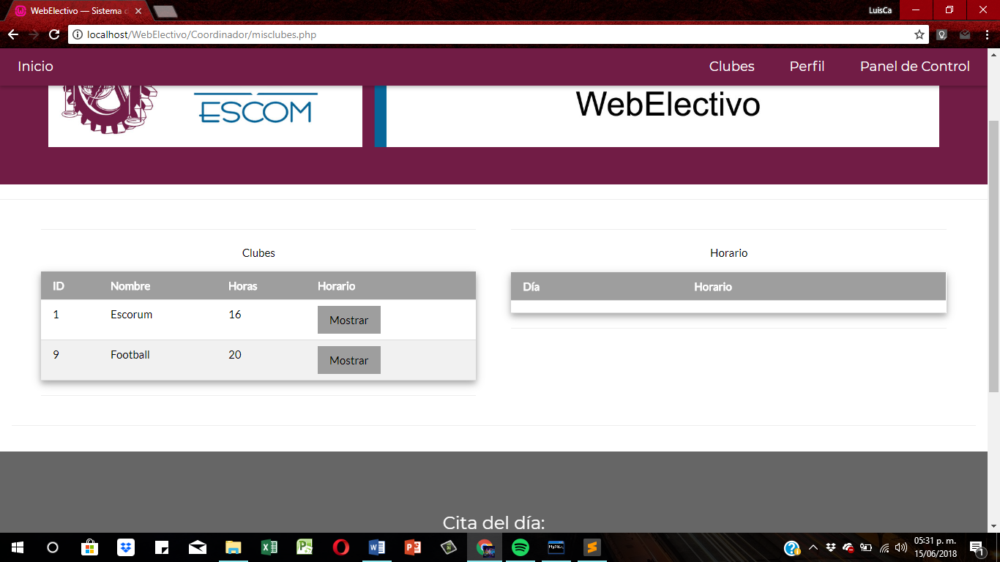 WebElectivo — Sistema d
LuisCa
localhost/WebElectivo/Coordinador/misclubes.php
Inicio Clubes Perfil Panel de Control
ESCOM WebElectivo
Clubes
ID Nombre Horas Horario
1 Escorum 16 Mostrar
9 Football 20 Mostrar
Horario
Día Horario
Cita del día:
05:31 p. m.
15/06/2018
1